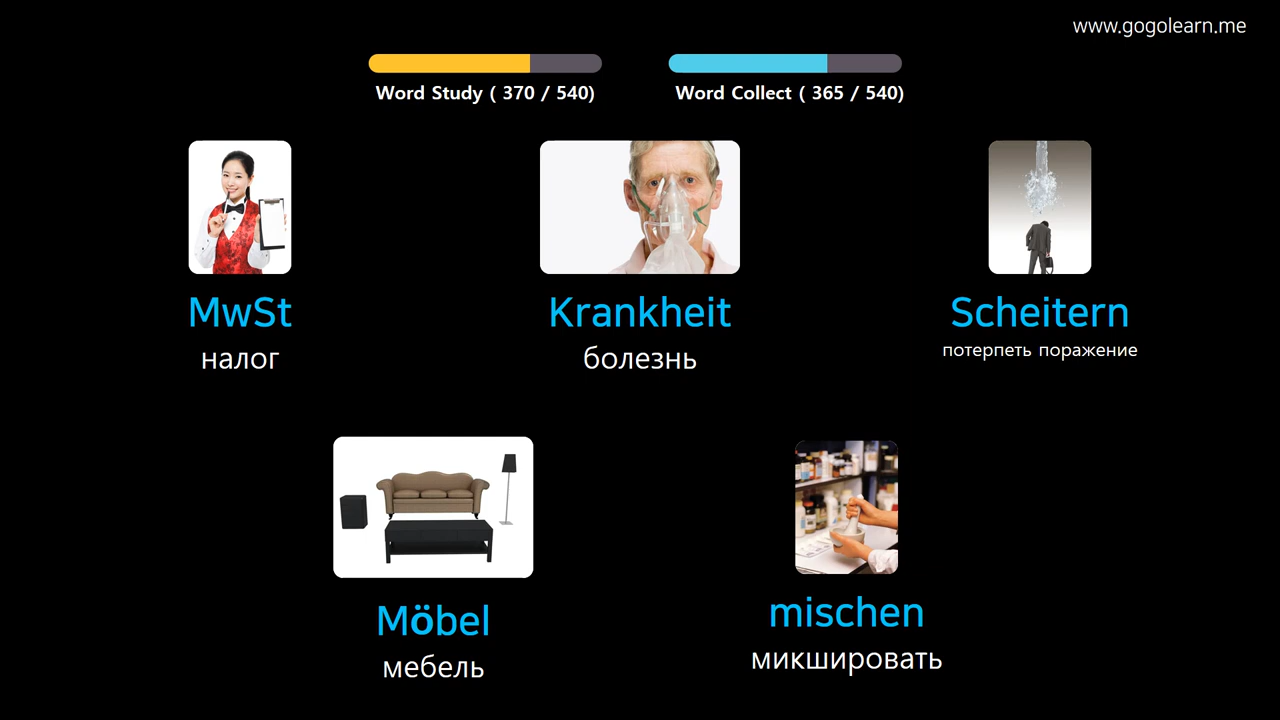 www.gogolearn.me
Word Study ( 370 / 540)
Word Collect ( 365 / 540)
MwSt
налог
Krankheit
болезнь
Scheitern
потерпеть поражение
Möbel
мебель
mischen
микшировать